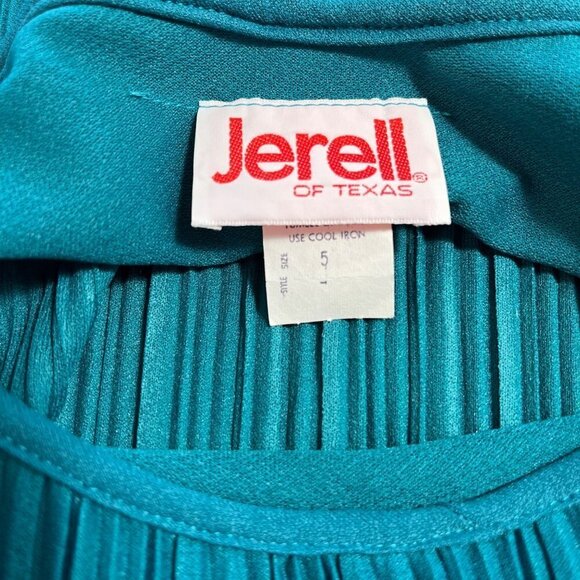 Jerell®
OF TEXAS
USE COOL IRON
SIZE 5
STYLE